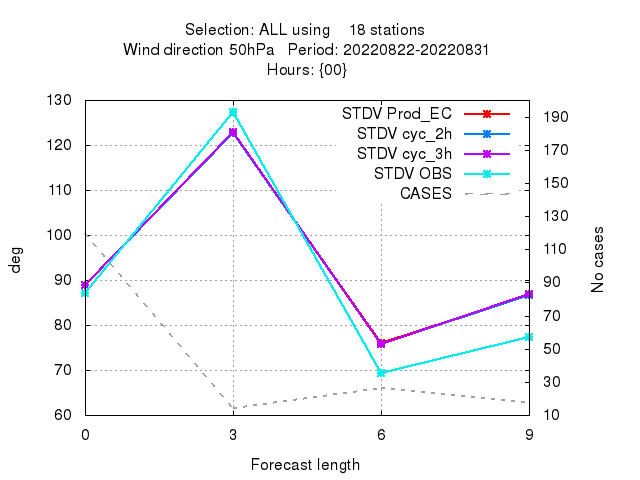 Selection: ALL using    18 stations
Wind direction 50hPa   Period: 20220822-20220831
Hours: {00}
STDV Prod_EC
STDV cyc_2h
STDV cyc_3h
STDV OBS
CASES
130
120
110
100
90
80
70
60
190
170
150
130
110
90
70
50
30
10
deg
No cases
0 3 6 9
Forecast length